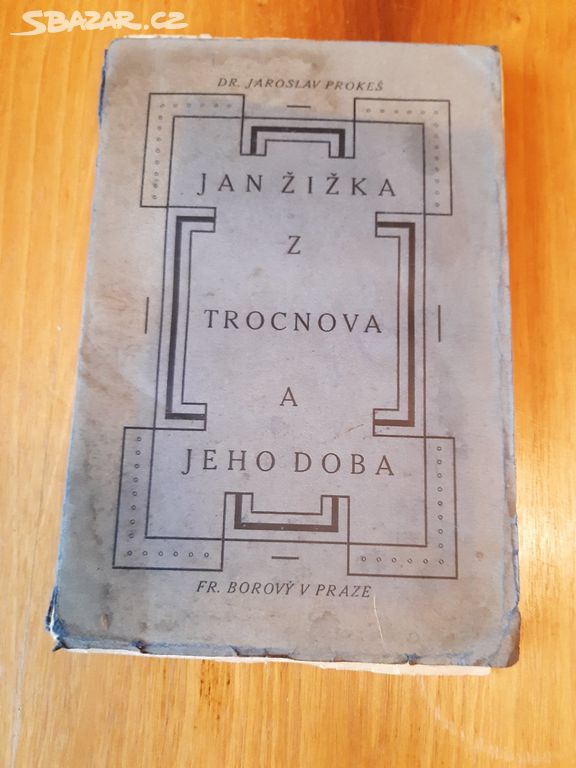 SBAZAR.CZ
DR. JAROSLAV PROKEŠ
JAN ŽIŽKA
Z
TROCNOVA
A
JEHO DOBA
FR. BOROVÝ V PRAZE